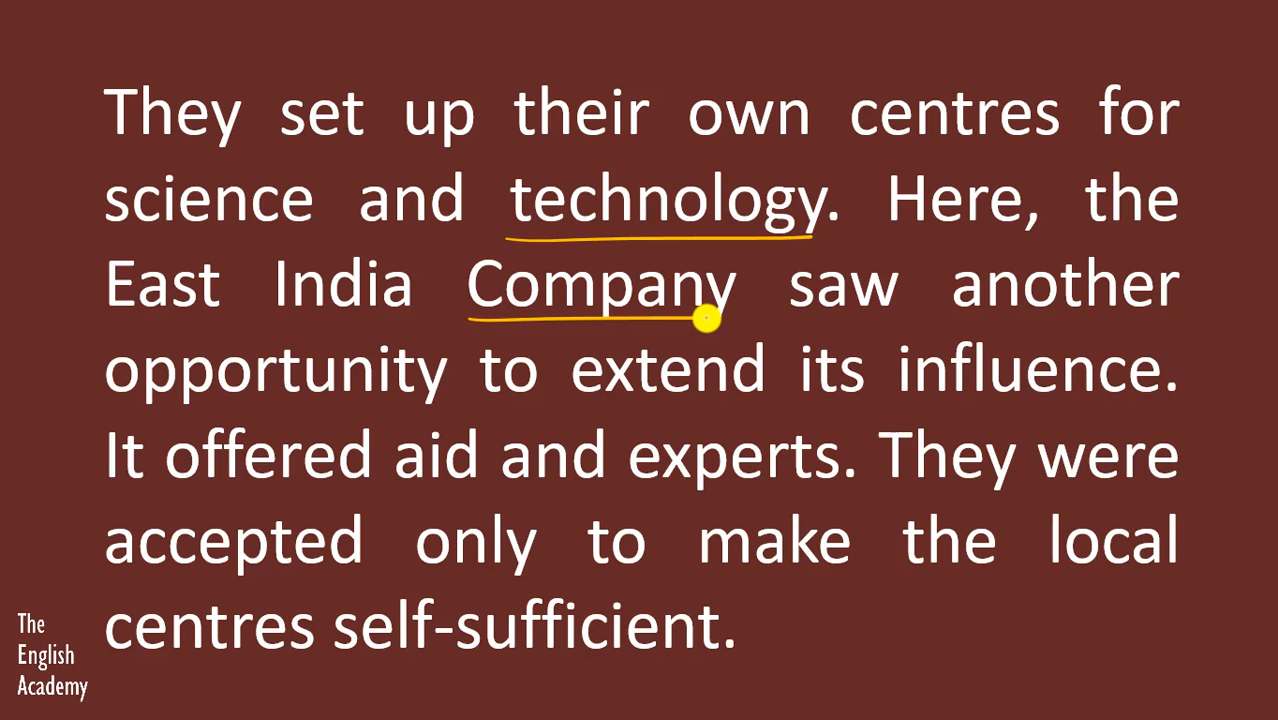 They set up their own centres for
science and technology. Here, the
East India Company saw another
opportunity to extend its influence.
It offered aid and experts. They were
accepted only to make the local
centres self-sufficient.
The
English
Academy